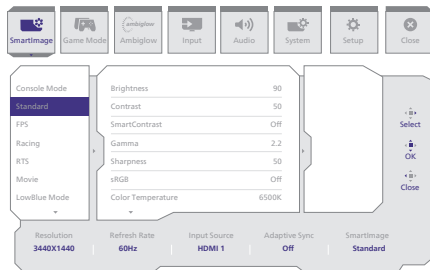 SmartImage
Game Mode
ambiglow
Ambiglow
Input
Audio
System
Setup
Close
Console Mode
Standard
FPS
Racing
RTS
Movie
LowBlue Mode
Brightness 90
Contrast 50
SmartContrast Off
Gamma 2.2
Sharpness 50
sRGB Off
Color Temperature 6500K
Select
OK
Close
Resolution Refresh Rate Input Source Adaptive Sync SmartImage
3440X1440 60Hz HDMI 1 Off Standard